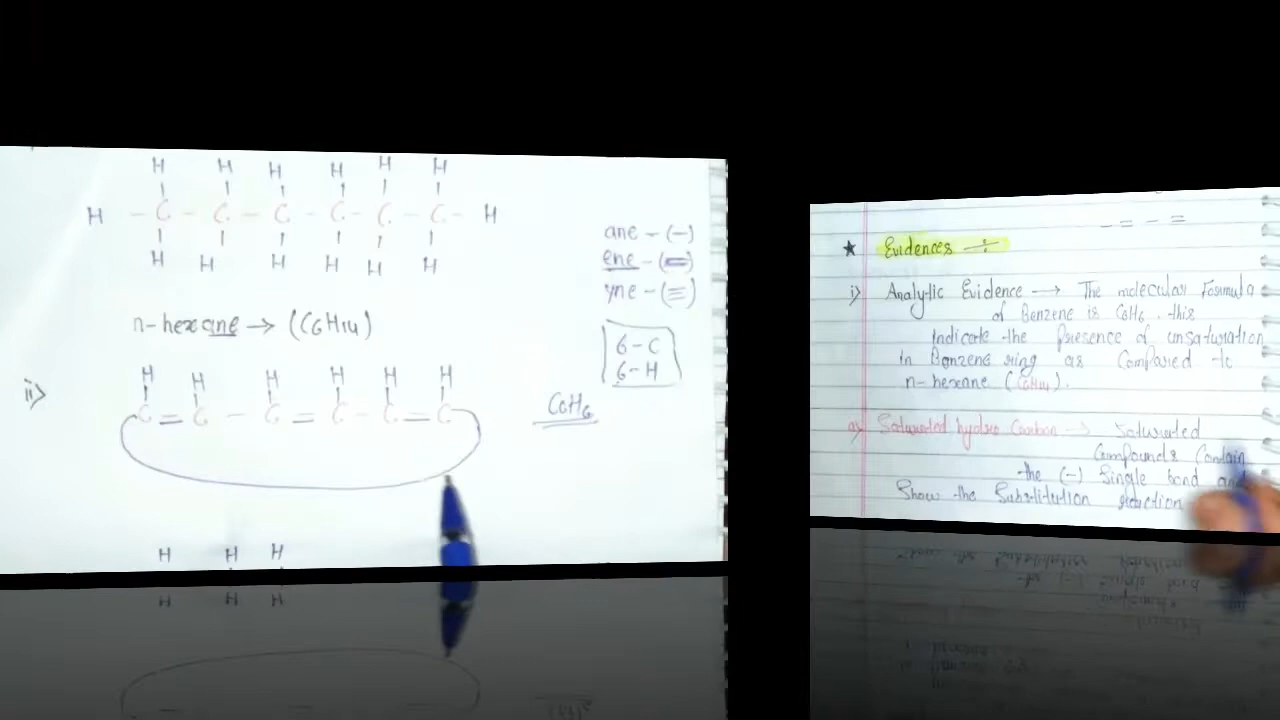 H H H H H H
H - C - C - C - C - C - C - H
H H H H H H
ane - (-)
ene - (=)
yne - (≡)
n-hexane → (C6H14)
6 - C
6 - H
ii)
H H H H H H
C = C - C = C - C = C
C6H6
H H H
- = - =
★ Evidences ÷
i) Analytic Evidence → The molecular Formula
of Benzene is C6H6. this
indicate the presence of unsaturation
in Benzene ring as Compared to
n-hexane (C6H14).
a) Saturated hydro Carbon → Saturated
Compounds Contain
the (-) Single bond and
Show the Substitution reaction